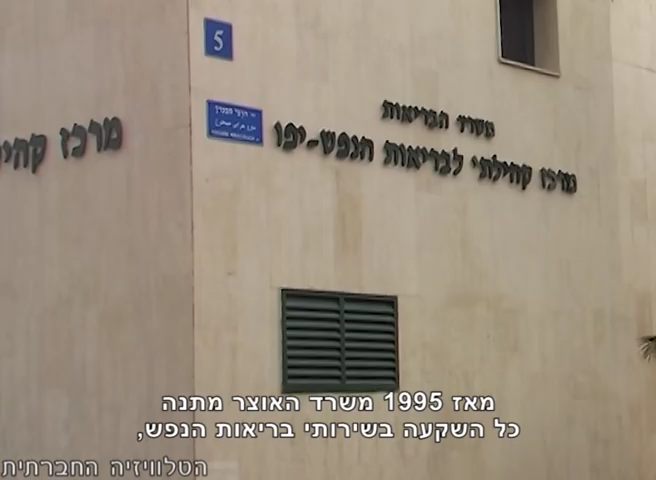 5
משרד הבריאות
מרכז קהילתי לבריאות הנפש-יפו
מרכז קהי
מאז 1995 משרד האוצר מתנה
כל השקעה בשירותי בריאות הנפש,
הטלוויזיה החברתית